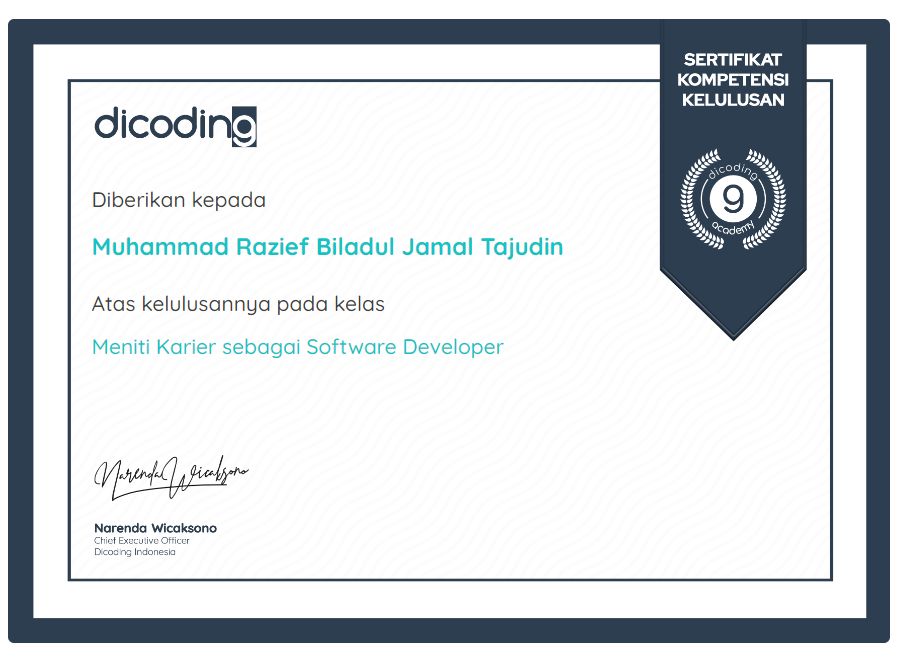 SERTIFIKAT
KOMPETENSI
KELULUSAN
dicoding
9
academy
dicoding
Diberikan kepada
Muhammad Razief Biladul Jamal Tajudin
Atas kelulusannya pada kelas
Meniti Karier sebagai Software Developer
Narenda Wicaksono
Narenda Wicaksono
Chief Executive Officer
Dicoding Indonesia